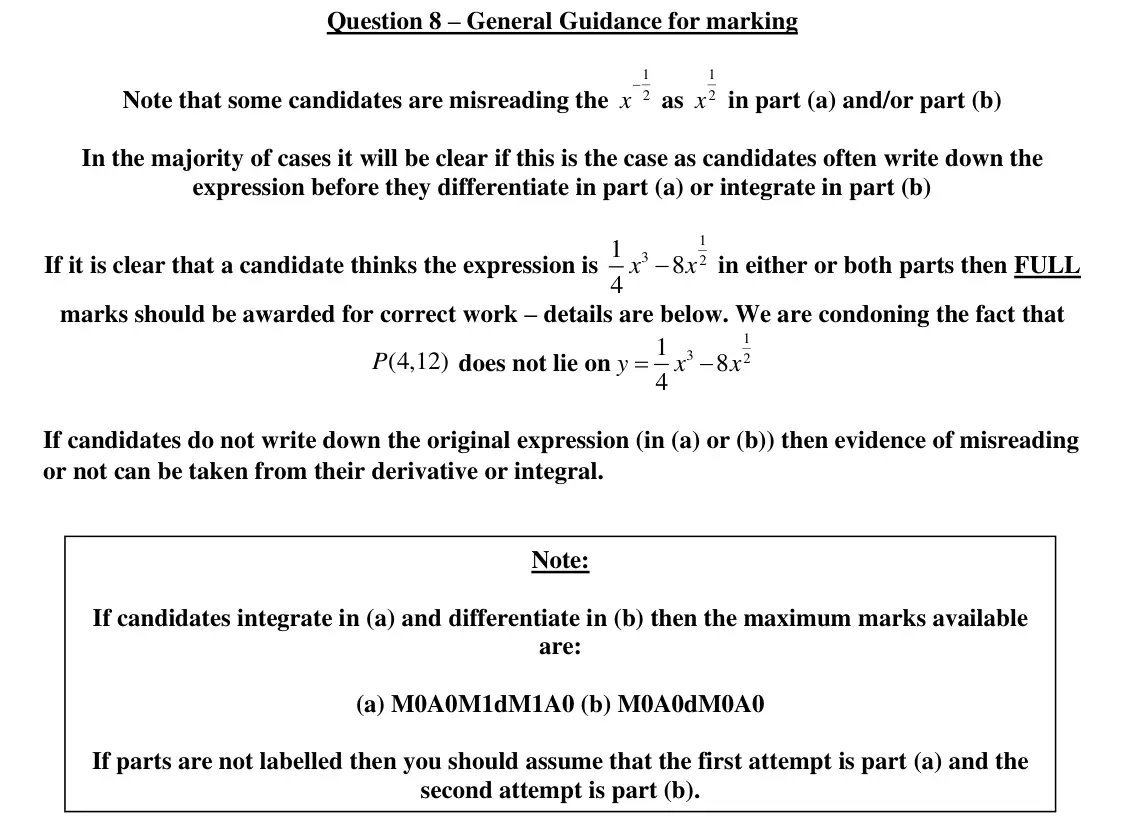 Question 8 – General Guidance for marking
Note that some candidates are misreading the x^{-\frac{1}{2}} as x^{\frac{1}{2}} in part (a) and/or part (b)
In the majority of cases it will be clear if this is the case as candidates often write down the
expression before they differentiate in part (a) or integrate in part (b)
If it is clear that a candidate thinks the expression is \frac{1}{4}x^3 - 8x^{\frac{1}{2}} in either or both parts then FULL
marks should be awarded for correct work – details are below. We are condoning the fact that
P(4,12) does not lie on y = \frac{1}{4}x^3 - 8x^{\frac{1}{2}}
If candidates do not write down the original expression (in (a) or (b)) then evidence of misreading
or not can be taken from their derivative or integral.
Note:
If candidates integrate in (a) and differentiate in (b) then the maximum marks available
are:
(a) M0A0M1dM1A0 (b) M0A0dM0A0
If parts are not labelled then you should assume that the first attempt is part (a) and the
second attempt is part (b).